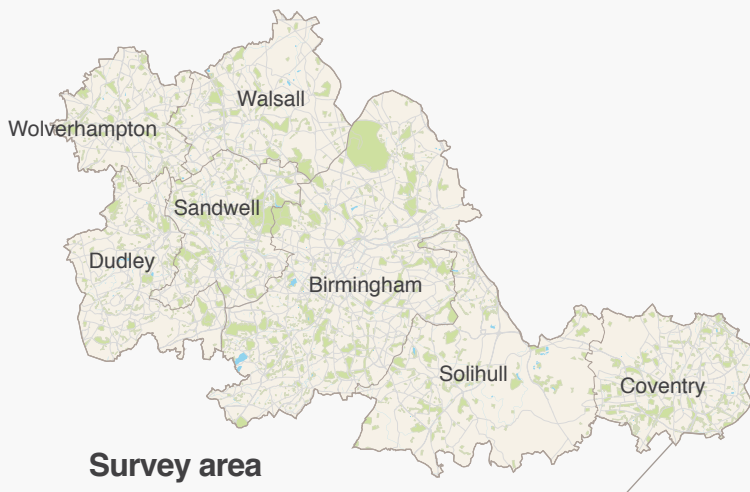 Walsall
Wolverhampton
Sandwell
Dudley
Birmingham
Solihull
Coventry
Survey area